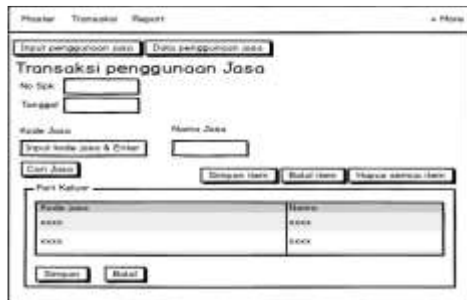 Master Transaksi Report + More
Input penggunaan jasa Data penggunaan jasa
Transaksi penggunaan Jasa
No Spk
Tanggal
Kode Jasa Nama Jasa
Input kode jasa & Enter
Cari Jasa Simpan item Batal item Hapus semua item
Part Keluar
Kode jasa Nama
xxxx xxxx
xxxx xxxx
Simpan Batal